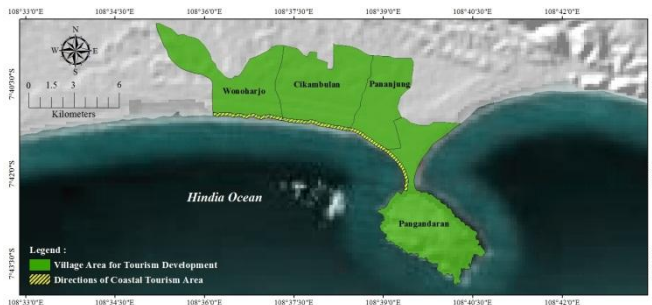 108°33'0"E 108°34'30"E 108°36'0"E 108°37'30"E 108°39'0"E 108°40'30"E 108°42'0"E
N
W E
S
0 1.5 3 6
Kilometers
7°40'30"S
7°42'0"S
7°43'30"S
Wonoharjo
Cikambulan
Pananjung
Hindia Ocean
Pangandaran
Legend :
Village Area for Tourism Development
Directions of Coastal Tourism Area
108°33'0"E 108°34'30"E 108°36'0"E 108°37'30"E 108°39'0"E 108°40'30"E 108°42'0"E